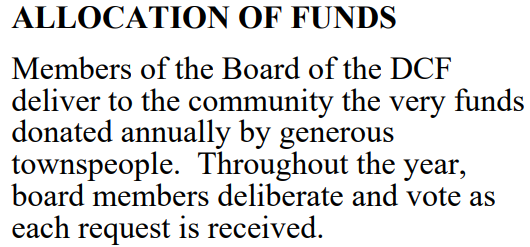 ALLOCATION OF FUNDS
Members of the Board of the DCF
deliver to the community the very funds
donated annually by generous
townspeople.  Throughout the year,
board members deliberate and vote as
each request is received.